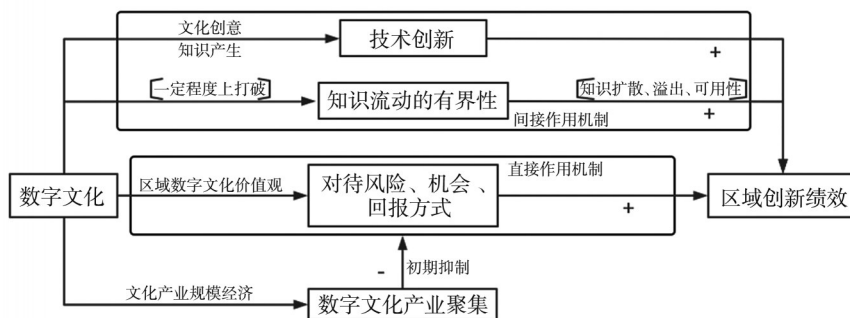 文化创意
知识产生
技术创新
+
一定程度上打破
知识流动的有界性
知识扩散、溢出、可用性
+
间接作用机制
数字文化
区域数字文化价值观
对待风险、机会、
回报方式
直接作用机制
+
区域创新绩效
-
初期抑制
文化产业规模经济
数字文化产业聚集